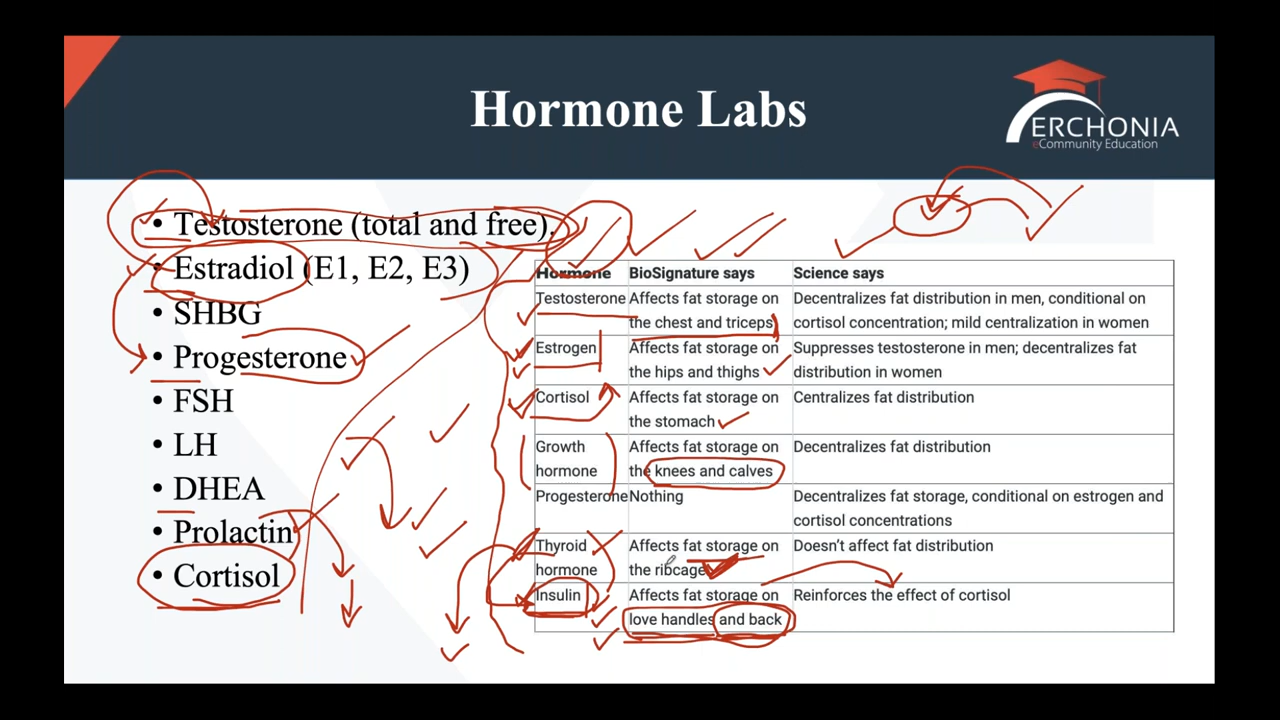 Hormone Labs
ERCHONIA
eCommunity Education
• Testosterone (total and free).
• Estradiol (E1, E2, E3)
• SHBG
• Progesterone
• FSH
• LH
• DHEA
• Prolactin
• Cortisol
Hormone BioSignature says Science says
Testosterone Affects fat storage on Decentralizes fat distribution in men, conditional on
the chest and triceps cortisol concentration; mild centralization in women
Estrogen Affects fat storage on Suppresses testosterone in men; decentralizes fat
the hips and thighs distribution in women
Cortisol Affects fat storage on Centralizes fat distribution
the stomach
Growth Affects fat storage on Decentralizes fat distribution
hormone the knees and calves
Progesterone Nothing Decentralizes fat storage, conditional on estrogen and
cortisol concentrations
Thyroid Affects fat storage on Doesn't affect fat distribution
hormone the ribcage
Insulin Affects fat storage on Reinforces the effect of cortisol
love handles and back